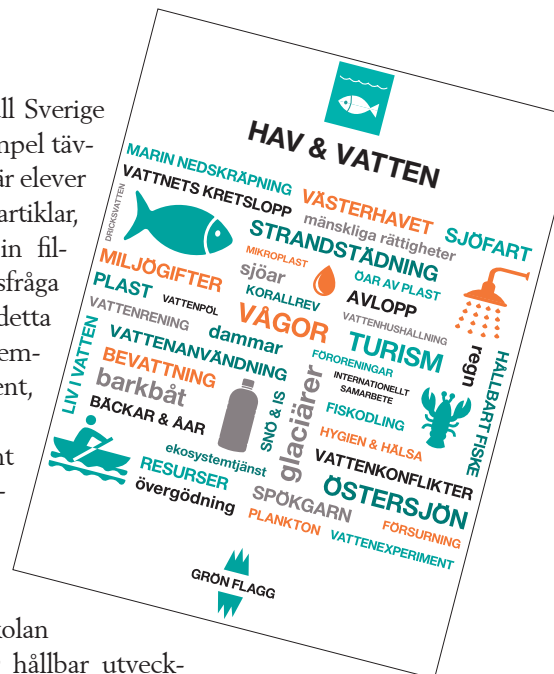 ll Sverige
npel täv-
är elever
artiklar,
in fil-
sfråga
detta
em-
ent,
nt
-
kolan
hållbar utveck-
HAV & VATTEN
MARIN NEDSKRÄPNING
VATTNETS KRETSLOPP
DRICKSVATTEN
VÄSTERHAVET
SJÖFART
mänskliga rättigheter
STRANDSTÄDNING
MIKROPLAST
ÖAR AV PLAST
MILJÖGIFTER
sjöar
KORALLREV
AVLOPP
PLAST
VATTENPÖL
VÅGOR
VATTENHUSHÅLLNING
VATTENRENING
dammar
TURISM
regn
HÅLLBART FISKE
VATTENANVÄNDNING
FÖRORENINGAR
LIV I VATTEN
BEVATTNING
INTERNATIONELLT
SAMARBETE
barkbåt
SNÖ & IS
glaciärer
FISKODLING
BÄCKAR & ÅAR
HYGIEN & HÄLSA
ekosystemtjänst
VATTENKONFLIKTER
RESURSER
ÖSTERSJÖN
övergödning
SPÖKGARN
FÖRSURNING
PLANKTON
VATTENEXPERIMENT
GRÖN FLAGG